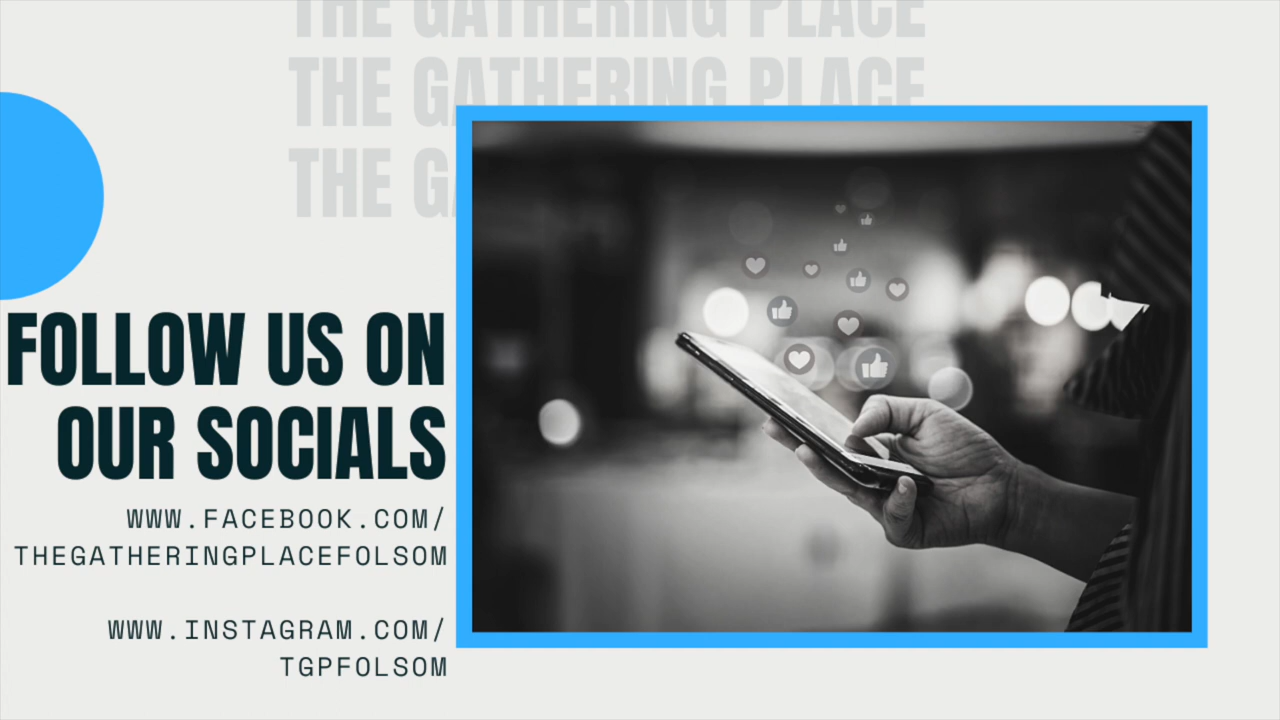 THE GATHERING PLACE
THE GATHERING PLACE
THE
FOLLOW US ON
OUR SOCIALS
WWW.FACEBOOK.COM/
THEGATHERINGPLACEFOLSOM
WWW.INSTAGRAM.COM/
TGPFOLSOM